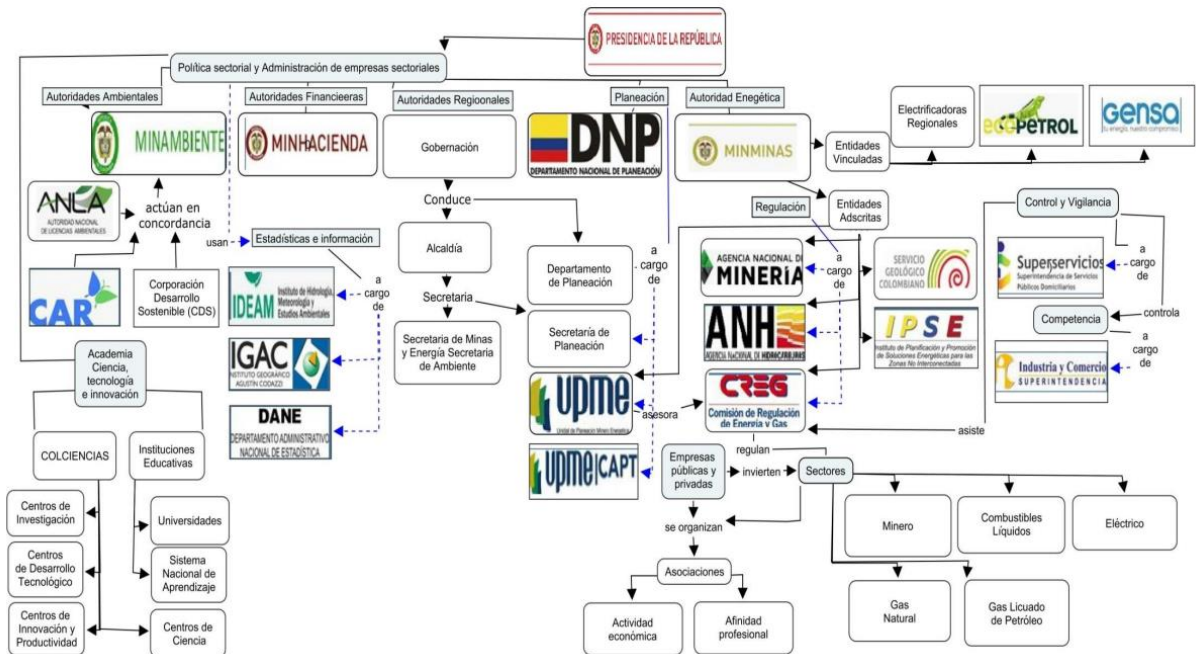 PRESIDENCIA DE LA REPÚBLICA
Política sectorial y Administración de empresas sectoriales
Autoridades Ambientales
Autoridades Financieeras
Autoridades Regionales
Planeación
Autoridad Enegética
MINAMBIENTE
MINHACIENDA
Gobernación
DNP
DEPARTAMENTO NACIONAL DE PLANEACIÓN
MINMINAS
Entidades
Vinculadas
Electrificadoras
Regionales
ecoPETROL
Gensa
tu energía, nuestro compromiso
ANLA
AUTORIDAD NACIONAL
DE LICENCIAS AMBIENTALES
actúan en
concordancia
CAR
Corporación
Desarrollo
Sostenible (CDS)
usan
Estadísticas e información
a
cargo
de
IDEAM
Instituto de Hidrología,
Meteorología y
Estudios Ambientales
IGAC
INSTITUTO GEOGRÁFICO
AGUSTÍN CODAZZI
DANE
DEPARTAMENTO ADMINISTRATIVO
NACIONAL DE ESTADÍSTICA
Conduce
Alcaldía
Secretaria
Secretaria de Minas
y Energía Secretaria
de Ambiente
Departamento
de Planeación
Secretaría de
Planeación
a
cargo
de
upme
Unidad de Planeación Minero Energética
asesora
upme|CAPT
Entidades
Adscritas
Regulación
a
cargo
de
AGENCIA NACIONAL DE
MINERÍA
ANH
AGENCIA NACIONAL DE HIDROCARBUROS
CREG
Comisión de Regulación
de Energía y Gas
SERVICIO
GEOLÓGICO
COLOMBIANO
IPSE
Instituto de Planificación y Promoción
de Soluciones Energéticas para las
Zonas No Interconectadas
Control y Vigilancia
Superservicios
Superintendencia de Servicios
Públicos Domiciliarios
a
cargo
de
controla
Competencia
a
cargo
de
Industria y Comercio
SUPERINTENDENCIA
asiste
regulan
Empresas
públicas y
privadas
invierten
Sectores
Minero
Combustibles
Líquidos
Eléctrico
Gas
Natural
Gas Licuado
de Petróleo
se organizan
Asociaciones
Actividad
económica
Afinidad
profesional
Academia
Ciencia,
tecnología
e innovación
COLCIENCIAS
Instituciones
Educativas
Centros de
Investigación
Centros
de Desarrollo
Tecnológico
Centros de
Innovación y
Productividad
Universidades
Sistema
Nacional de
Aprendizaje
Centros de
Ciencia